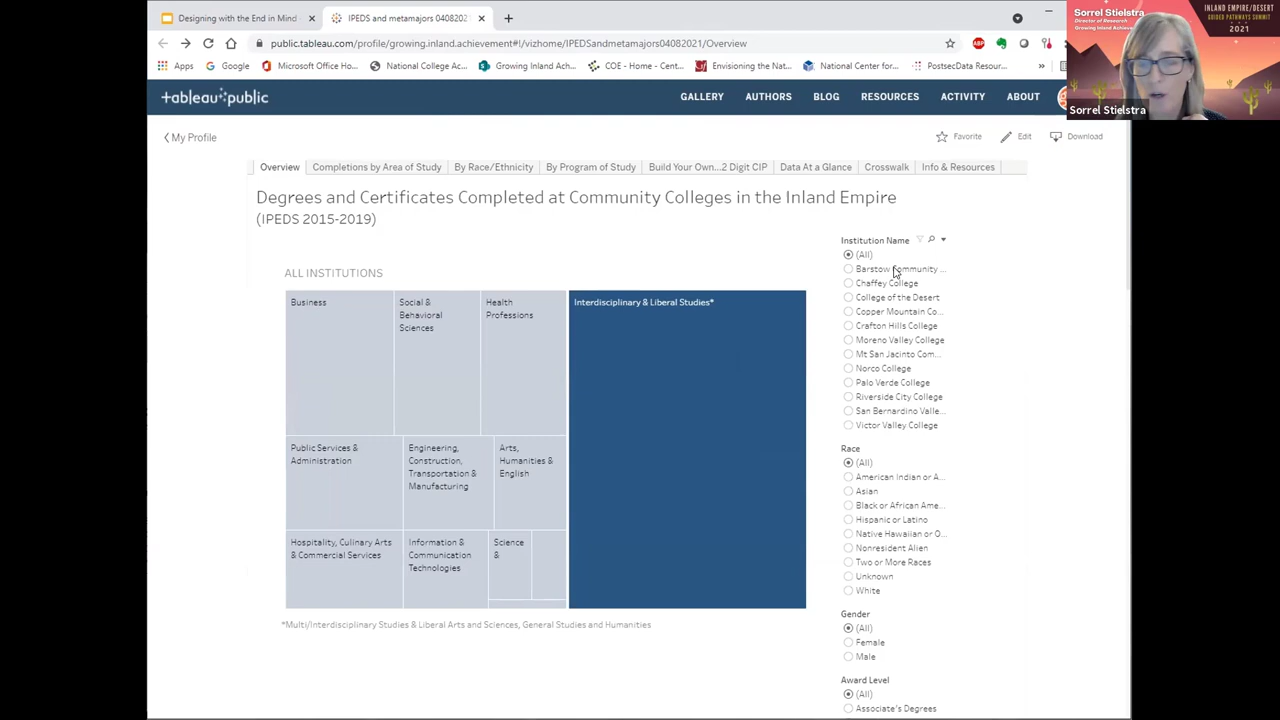 Designing with the End in Mind
IPEDS and metamajors 0408202
public.tableau.com/profile/growing.inland.achievement#!/vizhome/IPEDSandmetamajors04082021/Overview
ABP
Apps
Google
Microsoft Office Ho...
National College Ac...
Growing Inland Ach...
COE - Home - Cent...
Envisioning the Nat...
National Center for...
PostsecData Resour...
»
Sorrel Stielstra
Director of Research
Growing Inland Achievement
INLAND EMPIRE/DESERT
GUIDED PATHWAYS SUMMIT
2021
Sorrel Stielstra
tableau public
GALLERY
AUTHORS
BLOG
RESOURCES
ACTIVITY
ABOUT
My Profile
Favorite
Edit
Download
Overview
Completions by Area of Study
By Race/Ethnicity
By Program of Study
Build Your Own...2 Digit CIP
Data At a Glance
Crosswalk
Info & Resources
Degrees and Certificates Completed at Community Colleges in the Inland Empire
(IPEDS 2015-2019)
ALL INSTITUTIONS
Business
Social &
Behavioral
Sciences
Health
Professions
Interdisciplinary & Liberal Studies*
Public Services &
Administration
Engineering,
Construction,
Transportation &
Manufacturing
Arts,
Humanities &
English
Hospitality, Culinary Arts
& Commercial Services
Information &
Communication
Technologies
Science
&
*Multi/Interdisciplinary Studies & Liberal Arts and Sciences, General Studies and Humanities
Institution Name
(All)
Barstow Community ...
Chaffey College
College of the Desert
Copper Mountain Co...
Crafton Hills College
Moreno Valley College
Mt San Jacinto Com...
Norco College
Palo Verde College
Riverside City College
San Bernardino Valle...
Victor Valley College
Race
(All)
American Indian or A...
Asian
Black or African Ame...
Hispanic or Latino
Native Hawaiian or O...
Nonresident Alien
Two or More Races
Unknown
White
Gender
(All)
Female
Male
Award Level
(All)
Associate's Degrees